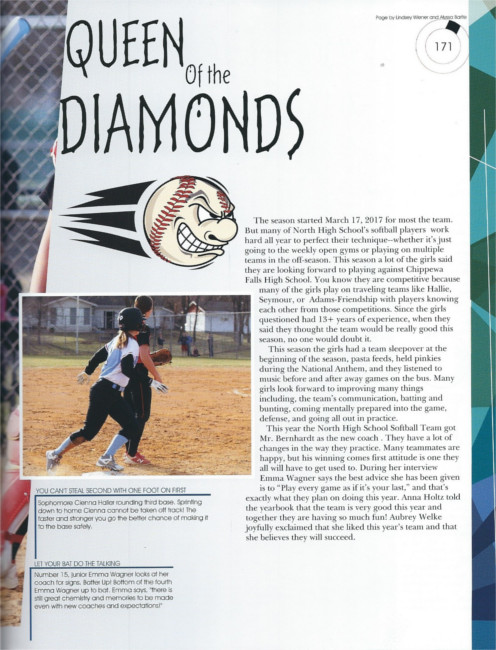 Page by Lindsey Werier and Alyssa Batite
171
QUEEN
Of the
DIAMONDS
The season started March 17, 2017 for most the team.
But many of North High School's softball players work
hard all year to perfect their technique--whether it's just
going to the weekly open gyms or playing on multiple
teams in the off-season. This season a lot of the girls said
they are looking forward to playing against Chippewa
Falls High School. You know they are competitive because
many of the girls play on traveling teams like Hallie,
Seymour, or Adams-Friendship with players knowing
each other from those competitions. Since the girls
questioned had 13+ years of experience, when they
said they thought the team would be really good this
season, no one would doubt it.
This season the girls had a team sleepover at the
beginning of the season, pasta feeds, held pinkies
during the National Anthem, and they listened to
music before and after away games on the bus. Many
girls look forward to improving many things
including, the team's communication, batting and
bunting, coming mentally prepared into the game,
defense, and going all out in practice.
This year the North High School Softball Team got
Mr. Bernhardt as the new coach . They have a lot of
changes in the way they practice. Many teammates are
happy, but his winning comes first attitude is one they
all will have to get used to. During her interview
Emma Wagner says the best advice she has been given
is to "Play every game as if it's your last," and that's
exactly what they plan on doing this year. Anna Holtz told
the yearbook that the team is very good this year and
together they are having so much fun! Aubrey Welke
joyfully exclaimed that she liked this year's team and that
she believes they will succeed.
YOU CAN'T STEAL SECOND WITH ONE FOOT ON FIRST
Sophomore Cienna Haller rounding third base. Sprinting
down to home Cienna cannot be taken off track! The
faster and stronger you go the better chance of making it
to the base safely.
LET YOUR BAT DO THE TALKING
Number 15, junior Emma Wagner looks at her
coach for signs. Batter Up! Bottom of the fourth
Emma Wagner up to bat. Emma says, "there is
still great chemistry and memories to be made
even with new coaches and expectations!"